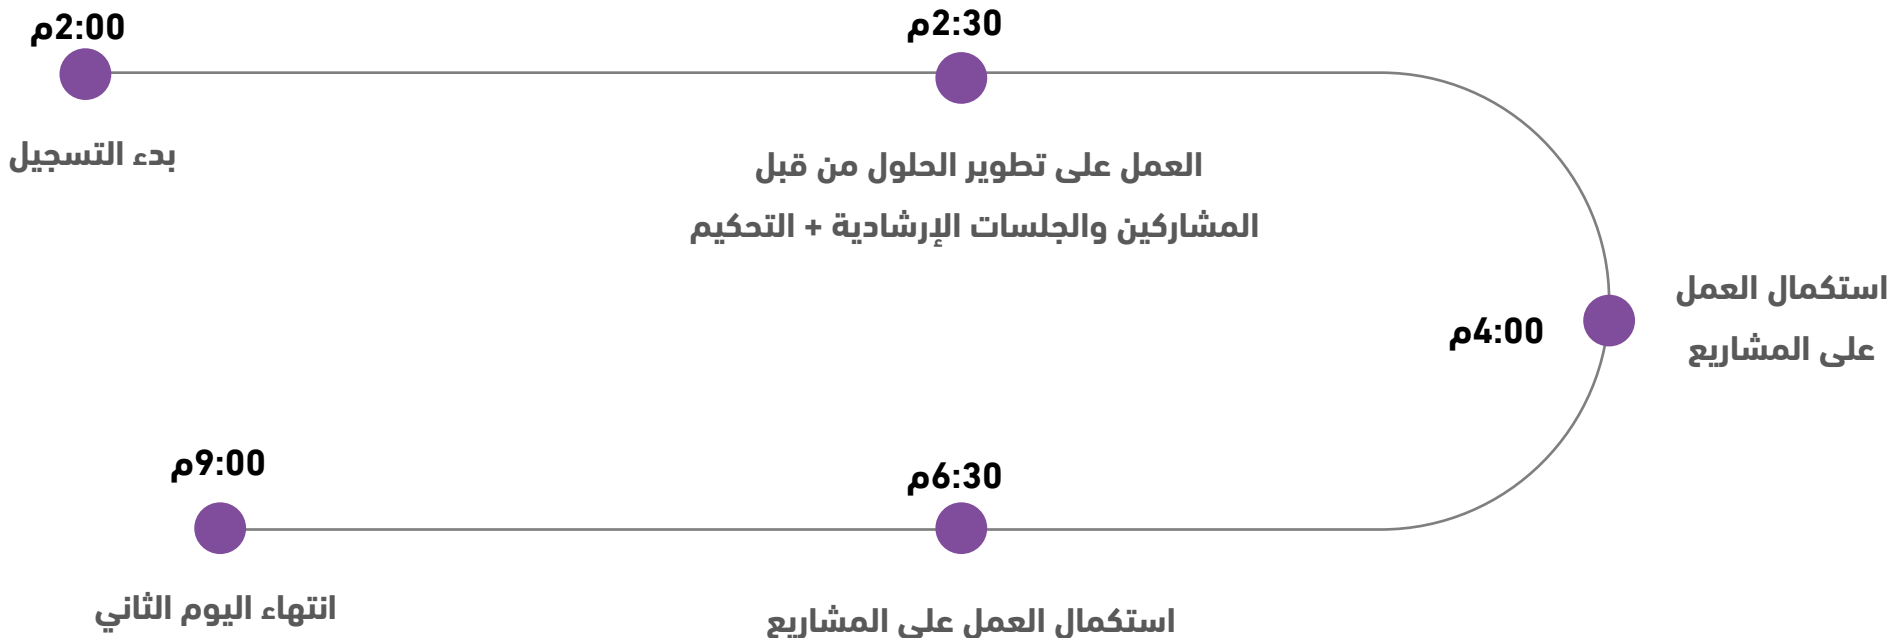 2:00م
بدء التسجيل
2:30م
العمل على تطوير الحلول من قبل
المشاركين والجلسات الإرشادية + التحكيم
4:00م
استكمال العمل
على المشاريع
6:30م
استكمال العمل على المشاريع
9:00م
انتهاء اليوم الثاني